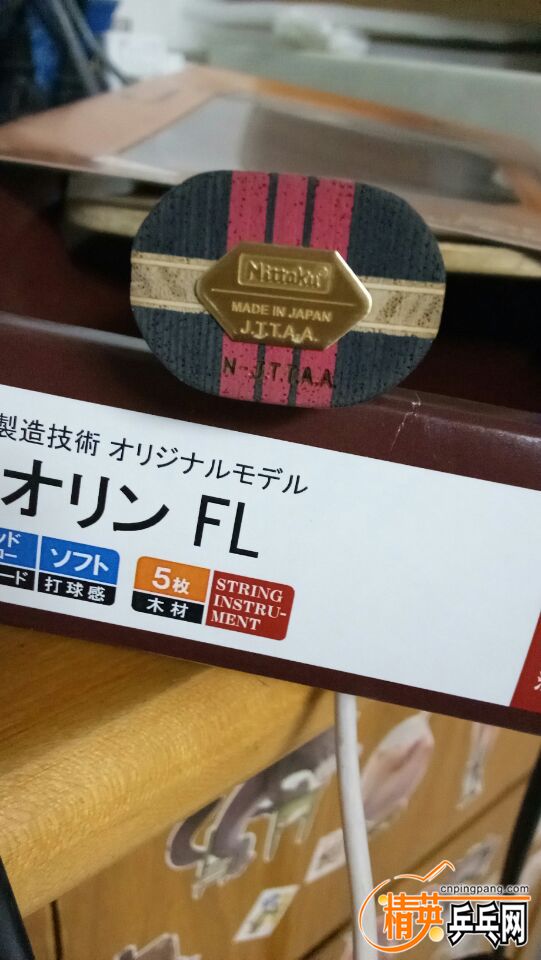 Nittaku
MADE IN JAPAN
J.T.T.A.A.
N-J.T.T.A.A.
製造技術 オリジナルモデル
オリン FL
ソフト
打球感
5枚
木材
STRING
INSTRU-
MENT
cnpingpang.com
精英乒乓网